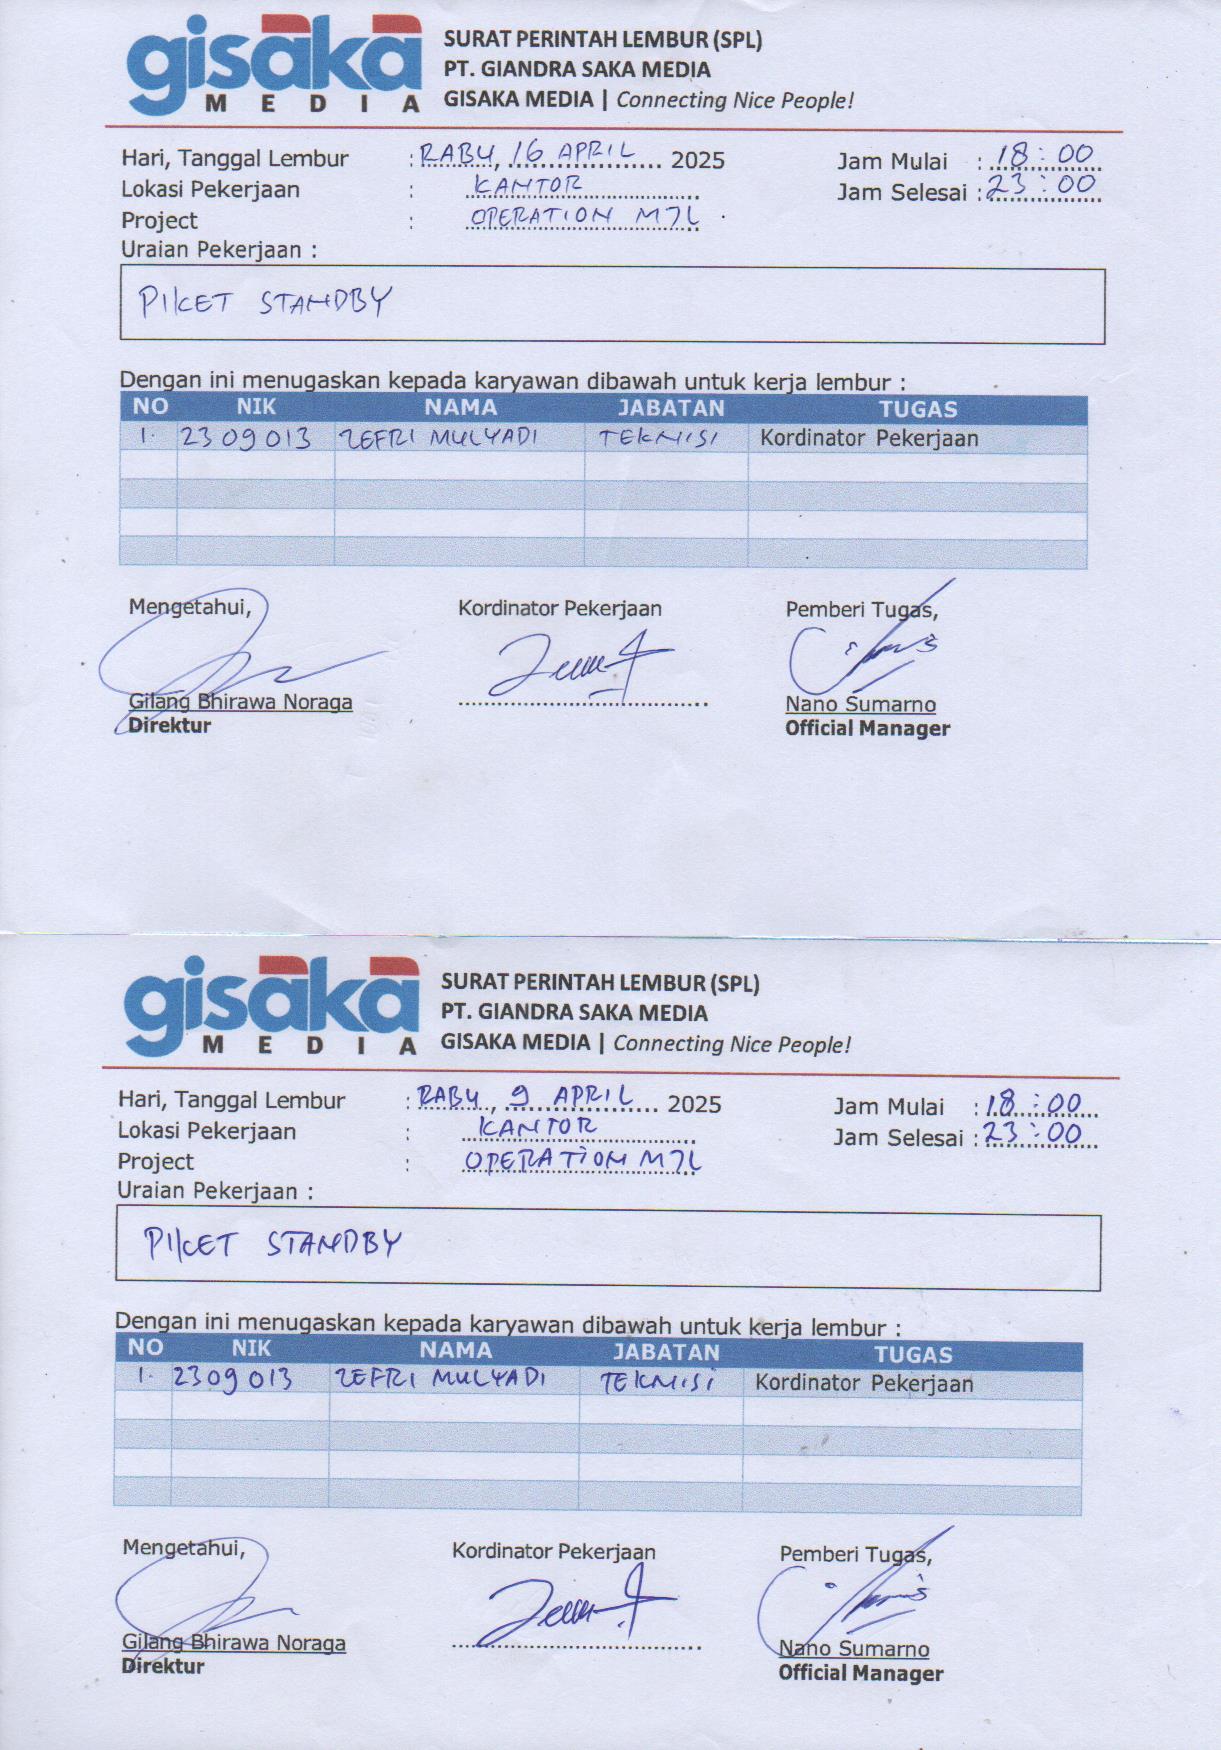 gisaka
MEDIA
SURAT PERINTAH LEMBUR (SPL)
PT. GIANDRA SAKA MEDIA
GISAKA MEDIA | Connecting Nice People!
Hari, Tanggal Lembur : RABU, 16 APRIL 2025 Jam Mulai : 18:00
Lokasi Pekerjaan : KANTOR Jam Selesai : 23:00
Project : OPERATION MJL
Uraian Pekerjaan :
PIKET STANDBY
Dengan ini menugaskan kepada karyawan dibawah untuk kerja lembur :
NO NIK NAMA JABATAN TUGAS
1. 2309013 ZEFRI MULYADI TEKNISI Kordinator Pekerjaan
Mengetahui, Kordinator Pekerjaan Pemberi Tugas,
Gilang Bhirawa Noraga Nano Sumarno
Direktur Official Manager
gisaka
MEDIA
SURAT PERINTAH LEMBUR (SPL)
PT. GIANDRA SAKA MEDIA
GISAKA MEDIA | Connecting Nice People!
Hari, Tanggal Lembur : RABU, 9 APRIL 2025 Jam Mulai : 18:00
Lokasi Pekerjaan : KANTOR Jam Selesai : 23:00
Project : OPERATION MJL
Uraian Pekerjaan :
PIKET STANDBY
Dengan ini menugaskan kepada karyawan dibawah untuk kerja lembur :
NO NIK NAMA JABATAN TUGAS
1. 2309013 ZEFRI MULYADI TEKNISI Kordinator Pekerjaan
Mengetahui, Kordinator Pekerjaan Pemberi Tugas,
Gilang Bhirawa Noraga Nano Sumarno
Direktur Official Manager